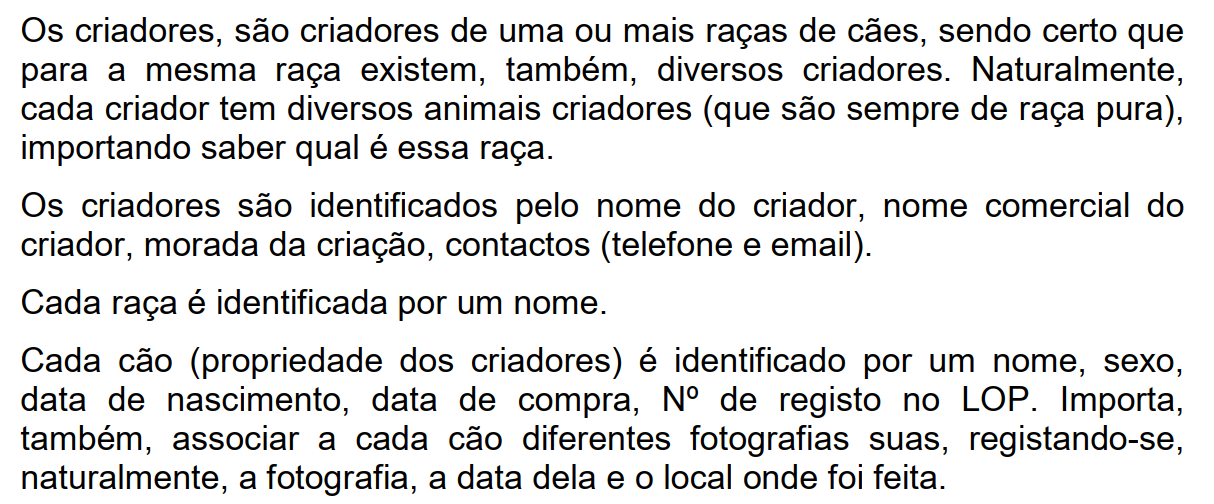 Os criadores, são criadores de uma ou mais raças de cães, sendo certo que
para a mesma raça existem, também, diversos criadores. Naturalmente,
cada criador tem diversos animais criadores (que são sempre de raça pura),
importando saber qual é essa raça.
Os criadores são identificados pelo nome do criador, nome comercial do
criador, morada da criação, contactos (telefone e email).
Cada raça é identificada por um nome.
Cada cão (propriedade dos criadores) é identificado por um nome, sexo,
data de nascimento, data de compra, Nº de registo no LOP. Importa,
também, associar a cada cão diferentes fotografias suas, registando-se,
naturalmente, a fotografia, a data dela e o local onde foi feita.